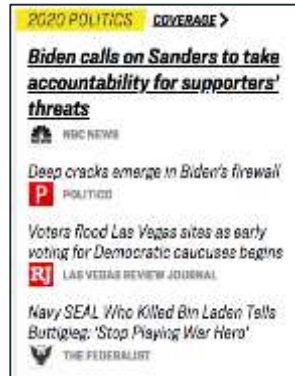 2020 POLITICS COVERAGE >
Biden calls on Sanders to take
accountability for supporters'
threats
NBC NEWS
Deep cracks emerge in Biden's firewall
P POLITICO
Voters flood Las Vegas sites as early
voting for Democratic caucuses begins
RJ LAS VEGAS REVIEW JOURNAL
Navy SEAL Who Killed Bin Laden Tells
Buttigieg: 'Stop Playing War Hero'
THE FEDERALIST